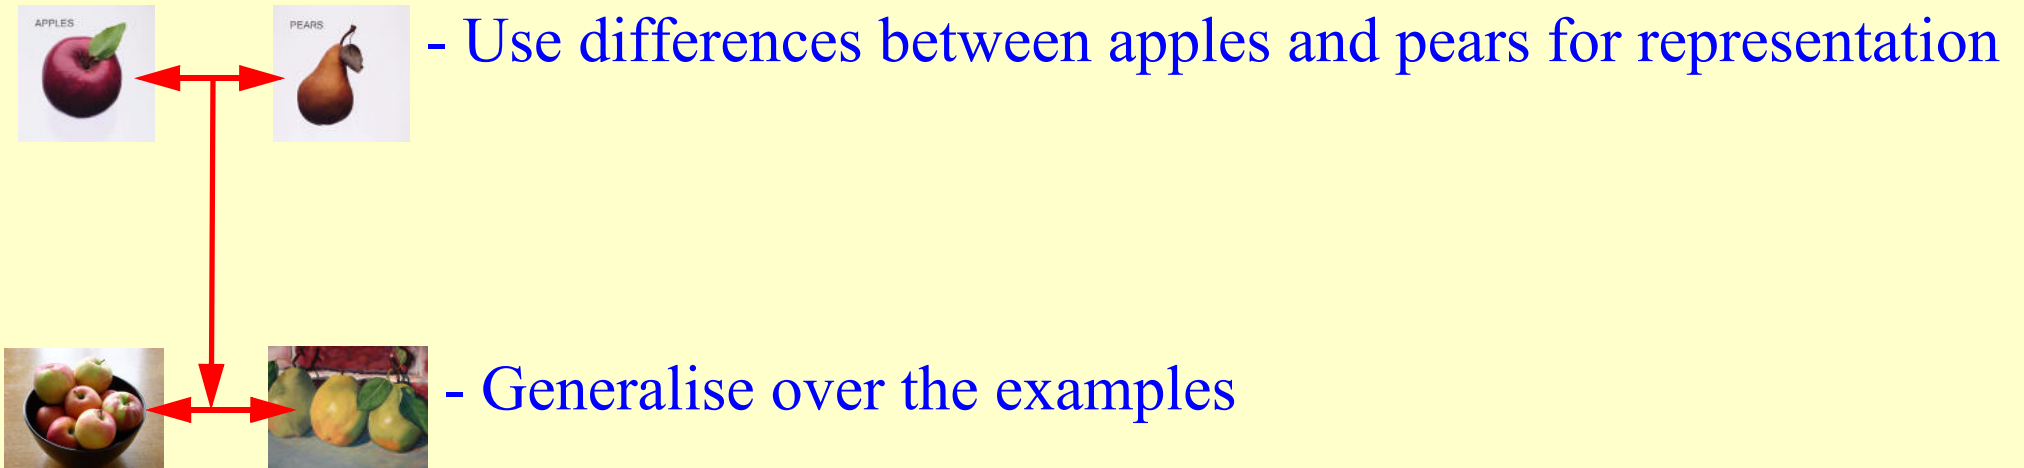 APPLES
PEARS
- Use differences between apples and pears for representation
- Generalise over the examples